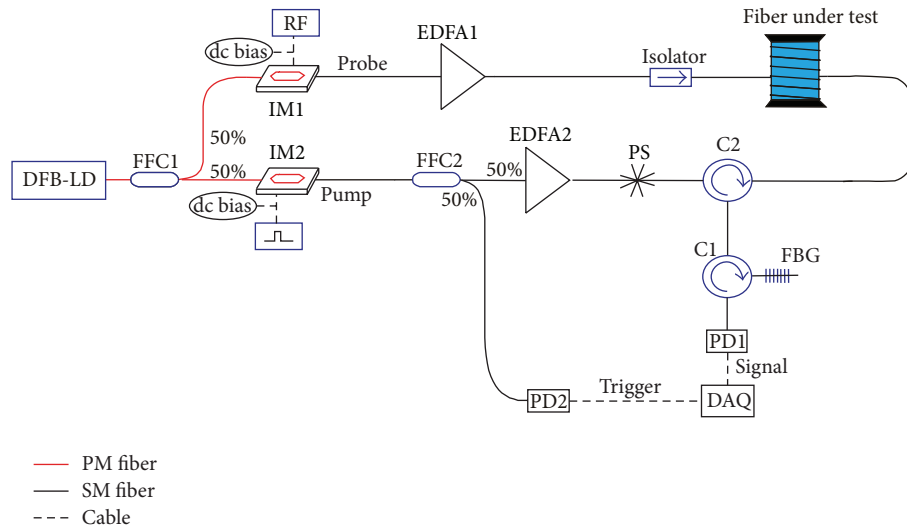 RF
dc bias
EDFA1
Fiber under test
Probe
Isolator
IM1
50%
FFC1
DFB-LD
50%
IM2
Pump
dc bias
FFC2
50%
50%
EDFA2
PS
C2
C1
FBG
PD1
Signal
PD2
Trigger
DAQ
PM fiber
SM fiber
Cable